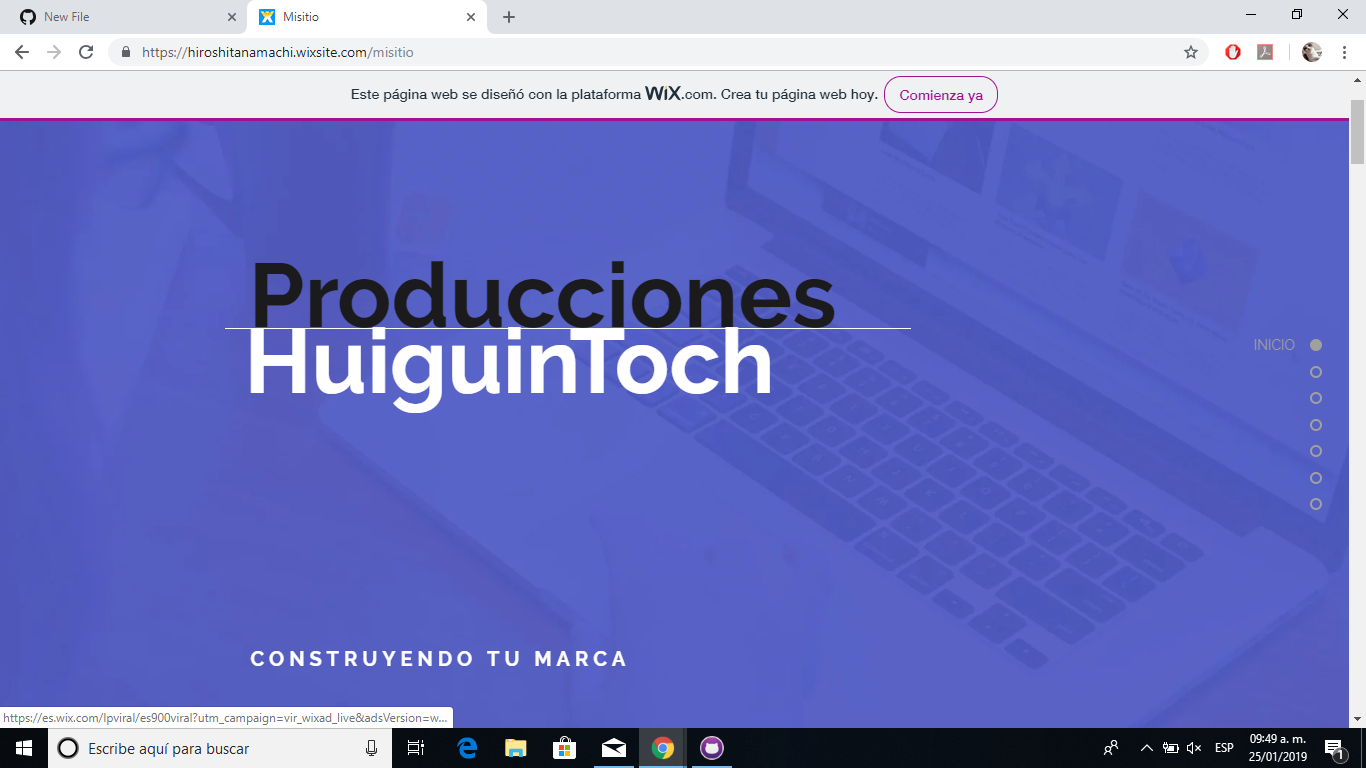 New File
Misitio
https://hiroshitanamachi.wixsite.com/misitio
Este página web se diseñó con la plataforma WiX.com. Crea tu página web hoy. Comienza ya
Producciones
HuiguinToch
INICIO
CONSTRUYENDO TU MARCA
https://es.wix.com/lpviral/es900viral?utm_campaign=vir_wixad_live&adsVersion=w...
Escribe aquí para buscar
ESP
09:49 a. m.
25/01/2019
1